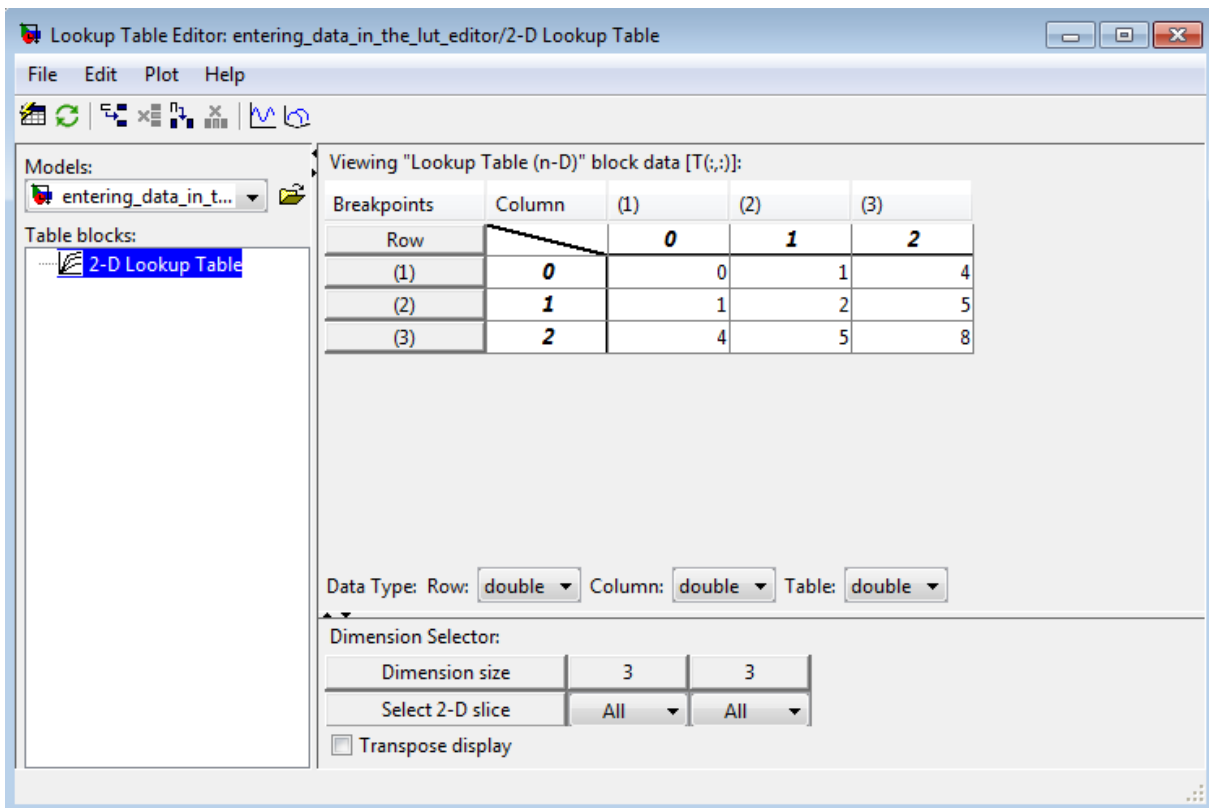 Lookup Table Editor: entering_data_in_the_lut_editor/2-D Lookup Table
File Edit Plot Help
Models:
entering_data_in_t...
Table blocks:
2-D Lookup Table
Viewing "Lookup Table (n-D)" block data [T(:,:)]:
Breakpoints Column (1) (2) (3)
Row 0 1 2
(1) 0 0 1 4
(2) 1 1 2 5
(3) 2 4 5 8
Data Type: Row: double Column: double Table: double
Dimension Selector:
Dimension size 3 3
Select 2-D slice All All
Transpose display